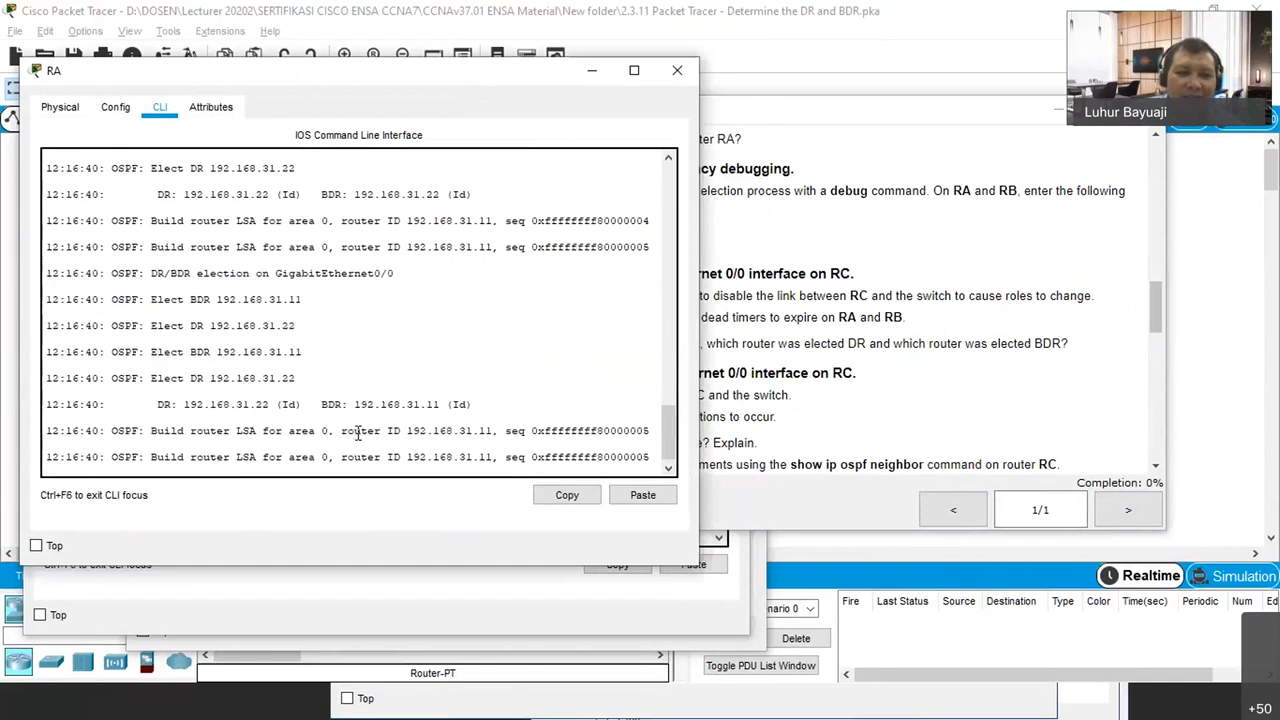 Cisco Packet Tracer - D:\DOSEN\Lecturer 20202\SERTIFIKASI CISCO ENSA CCNA7\CCNAv37.01 ENSA Material\New folder\2.3.11 Packet Tracer - Determine the DR and BDR.pka
File Edit Options View Tools Extensions Help
RA
Physical Config CLI Attributes
IOS Command Line Interface
12:16:40: OSPF: Elect DR 192.168.31.22
12:16:40: DR: 192.168.31.22 (Id) BDR: 192.168.31.22 (Id)
12:16:40: OSPF: Build router LSA for area 0, router ID 192.168.31.11, seq 0xffffffff80000004
12:16:40: OSPF: Build router LSA for area 0, router ID 192.168.31.11, seq 0xffffffff80000005
12:16:40: OSPF: DR/BDR election on GigabitEthernet0/0
12:16:40: OSPF: Elect BDR 192.168.31.11
12:16:40: OSPF: Elect DR 192.168.31.22
12:16:40: OSPF: Elect BDR 192.168.31.11
12:16:40: OSPF: Elect DR 192.168.31.22
12:16:40: DR: 192.168.31.22 (Id) BDR: 192.168.31.11 (Id)
12:16:40: OSPF: Build router LSA for area 0, router ID 192.168.31.11, seq 0xffffffff80000005
12:16:40: OSPF: Build router LSA for area 0, router ID 192.168.31.11, seq 0xffffffff80000005
Ctrl+F6 to exit CLI focus
Copy Paste
Top
Luhur Bayuaji
ter RA?
cy debugging.
election process with a debug command. On RA and RB, enter the following
rnet 0/0 interface on RC.
to disable the link between RC and the switch to cause roles to change.
dead timers to expire on RA and RB.
, which router was elected DR and which router was elected BDR?
rnet 0/0 interface on RC.
C and the switch.
tions to occur.
e? Explain.
ments using the show ip ospf neighbor command on router RC.
Completion: 0%
< 1/1 >
Top
Top
Realtime Simulation
enario 0
Delete
Toggle PDU List Window
Fire Last Status Source Destination Type Color Time(sec) Periodic Num Ed
Router-PT
+50